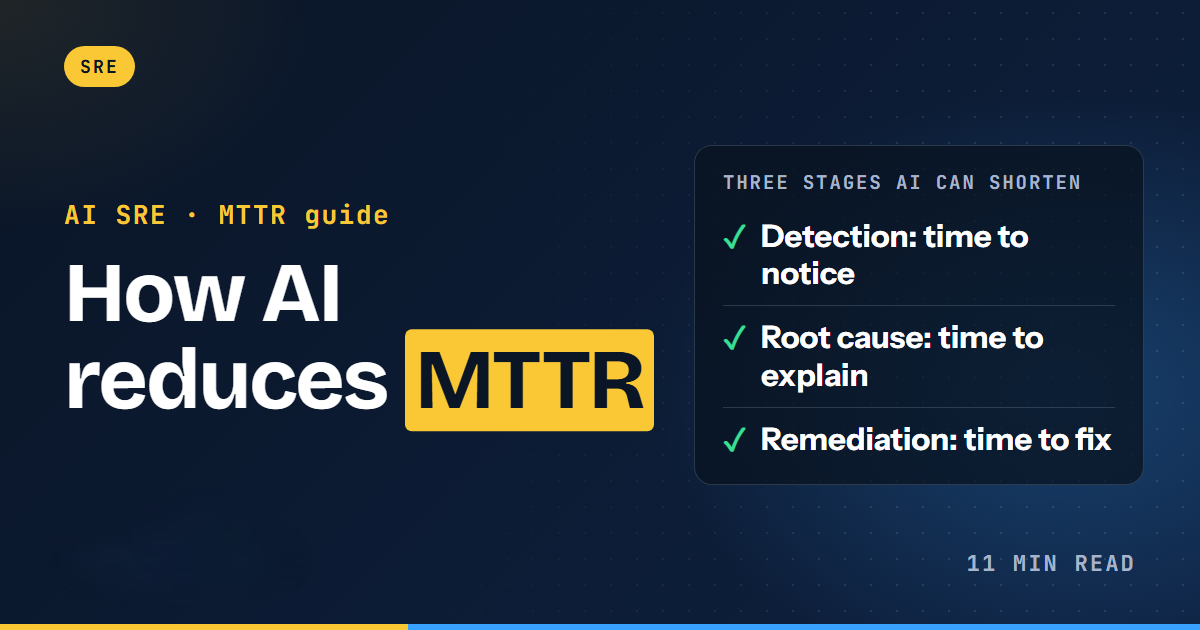 SRE
AI SRE · MTTR guide
How AI
reduces MTTR
THREE STAGES AI CAN SHORTEN
✓ Detection: time to
notice
✓ Root cause: time to
explain
✓ Remediation: time to fix
11 MIN READ